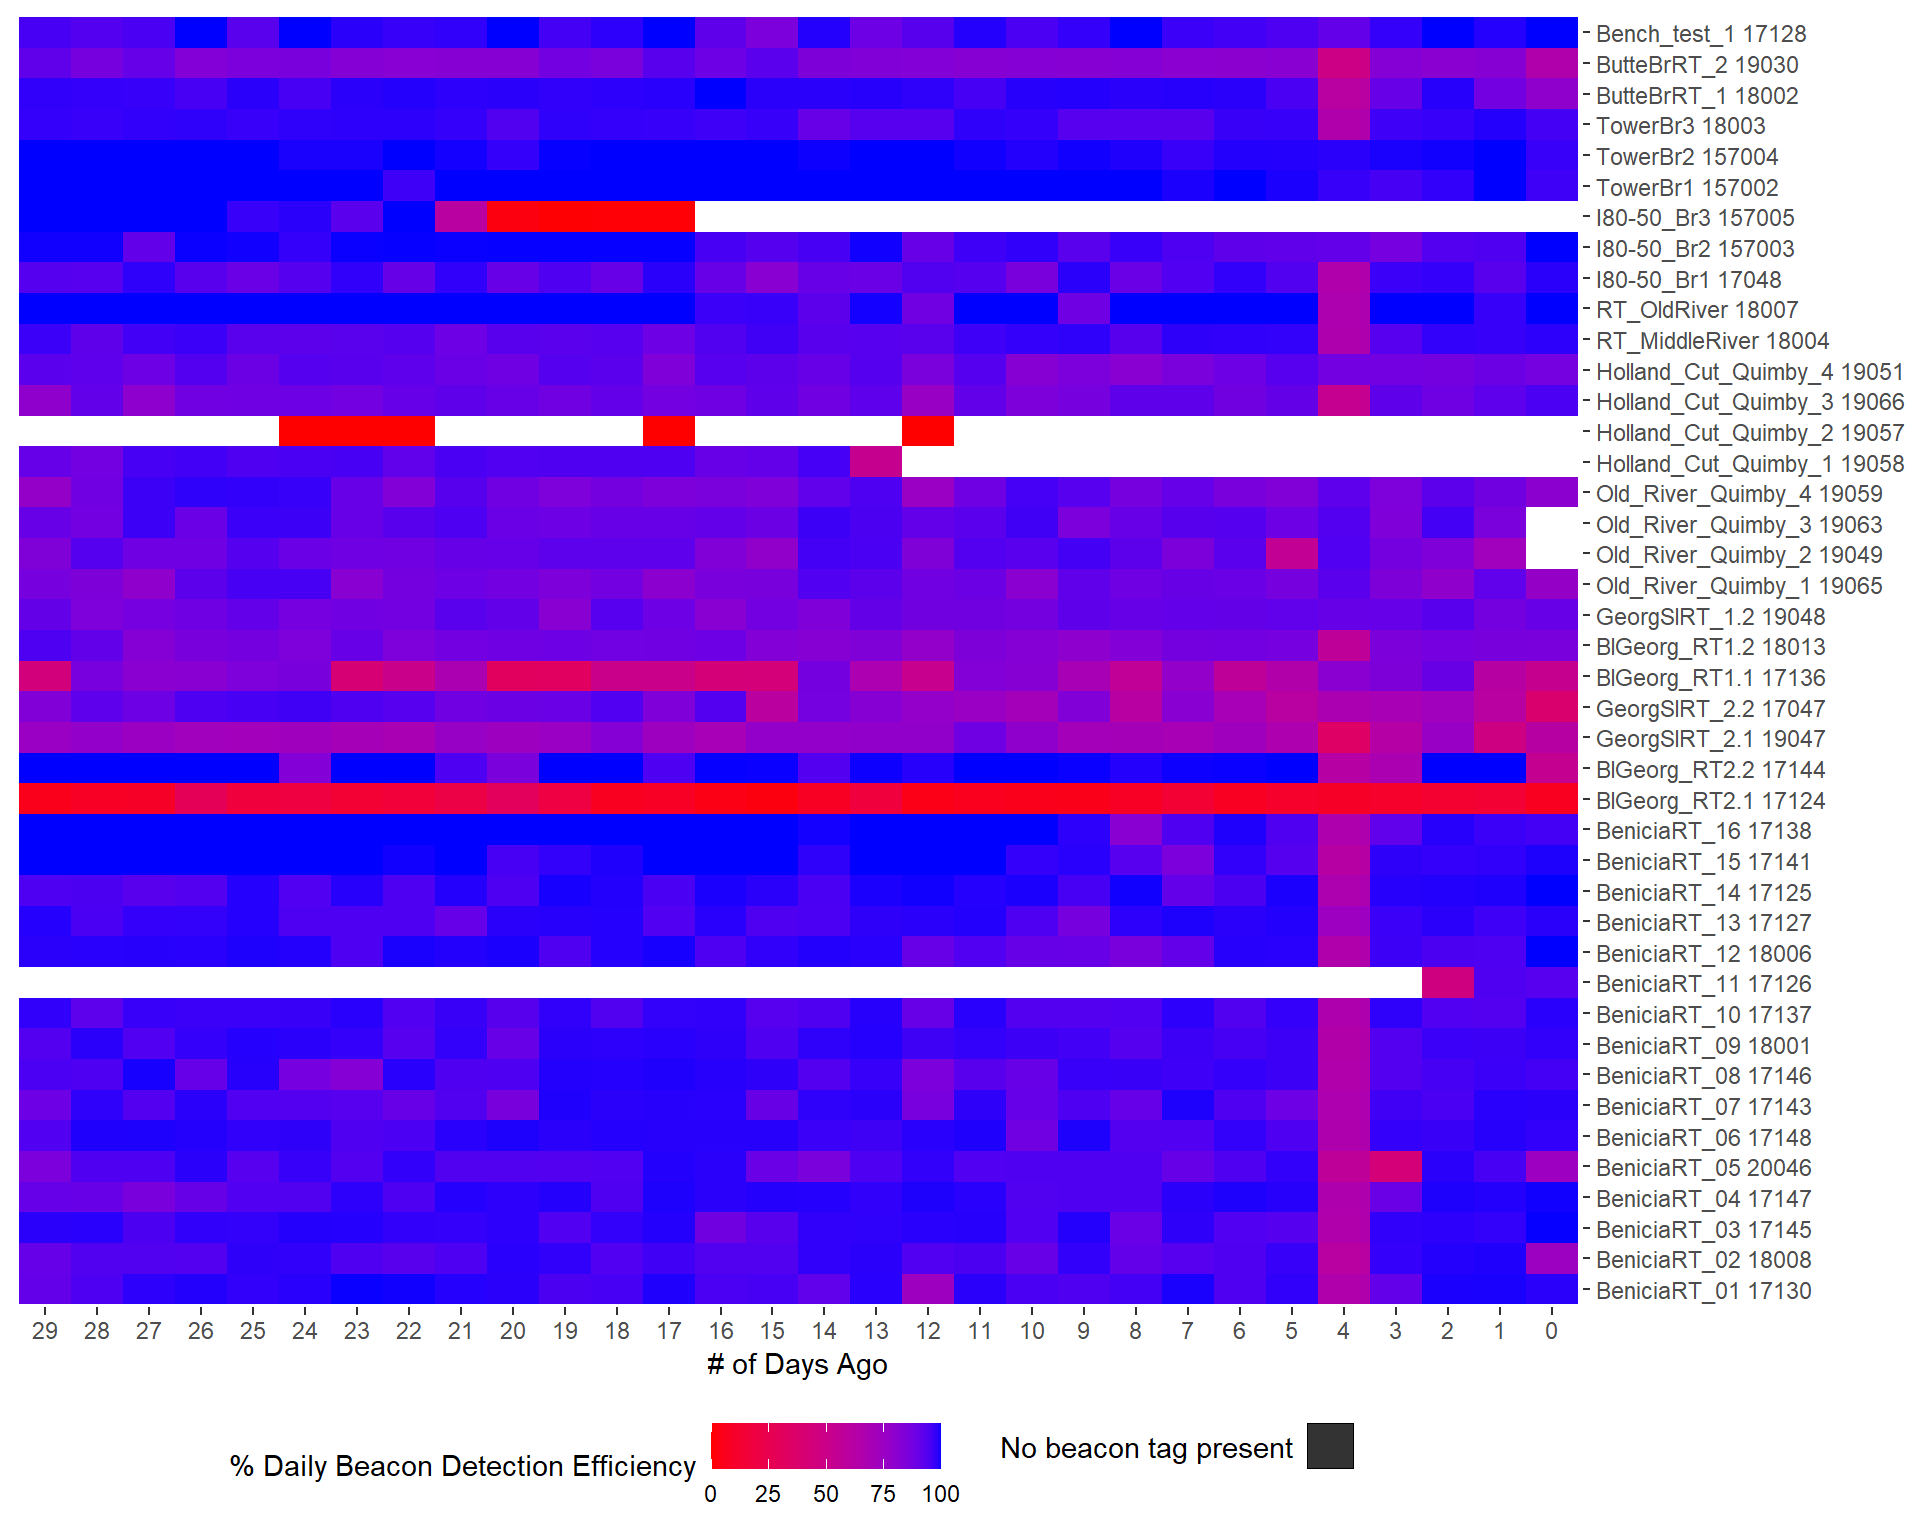 Bench_test_1 17128
ButteBrRT_2 19030
ButteBrRT_1 18002
TowerBr3 18003
TowerBr2 157004
TowerBr1 157002
I80-50_Br3 157005
I80-50_Br2 157003
I80-50_Br1 17048
RT_OldRiver 18007
RT_MiddleRiver 18004
Holland_Cut_Quimby_4 19051
Holland_Cut_Quimby_3 19066
Holland_Cut_Quimby_2 19057
Holland_Cut_Quimby_1 19058
Old_River_Quimby_4 19059
Old_River_Quimby_3 19063
Old_River_Quimby_2 19049
Old_River_Quimby_1 19065
GeorgSlRT_1.2 19048
BlGeorg_RT1.2 18013
BlGeorg_RT1.1 17136
GeorgSlRT_2.2 17047
GeorgSlRT_2.1 19047
BlGeorg_RT2.2 17144
BlGeorg_RT2.1 17124
BeniciaRT_16 17138
BeniciaRT_15 17141
BeniciaRT_14 17125
BeniciaRT_13 17127
BeniciaRT_12 18006
BeniciaRT_11 17126
BeniciaRT_10 17137
BeniciaRT_09 18001
BeniciaRT_08 17146
BeniciaRT_07 17143
BeniciaRT_06 17148
BeniciaRT_05 20046
BeniciaRT_04 17147
BeniciaRT_03 17145
BeniciaRT_02 18008
BeniciaRT_01 17130
29 28 27 26 25 24 23 22 21 20 19 18 17 16 15 14 13 12 11 10 9 8 7 6 5 4 3 2 1 0
# of Days Ago
% Daily Beacon Detection Efficiency
0 25 50 75 100
No beacon tag present